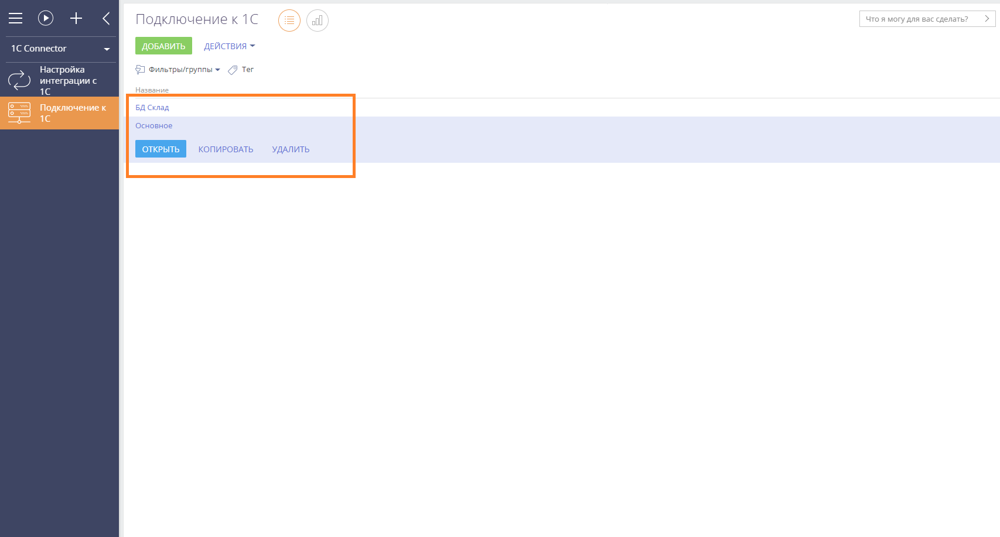 1C Connector
Настройка
интеграции с
1С
Подключение к
1С
Подключение к 1С
Что я могу для вас сделать?
ДОБАВИТЬ
ДЕЙСТВИЯ
Фильтры/группы
Тег
Название
БД Склад
Основное
ОТКРЫТЬ
КОПИРОВАТЬ
УДАЛИТЬ